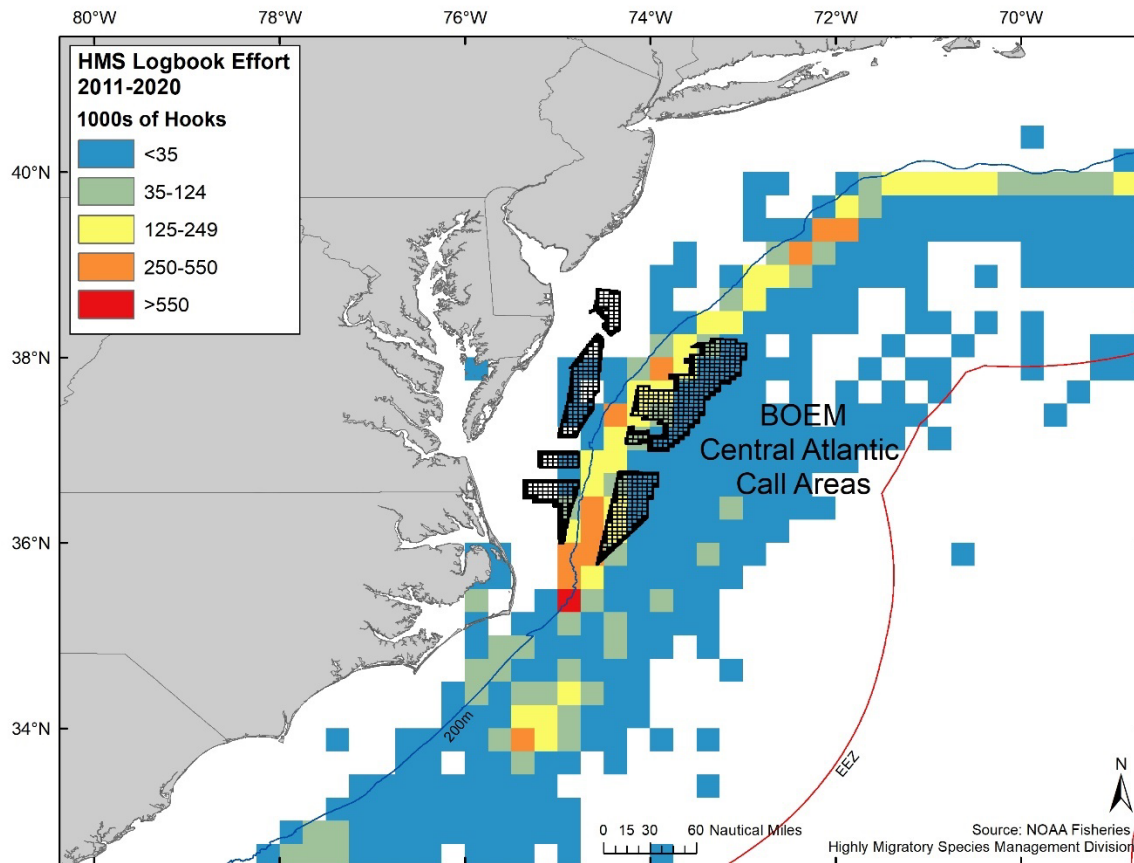 80°W 78°W 76°W 74°W 72°W 70°W
HMS Logbook Effort
2011-2020
1000s of Hooks
<35
35-124
125-249
250-550
>550
40°N
38°N
36°N
34°N
BOEM
Central Atlantic
Call Areas
200m
EEZ
N
0 15 30 60 Nautical Miles
Source: NOAA Fisheries,
Highly Migratory Species Management Division